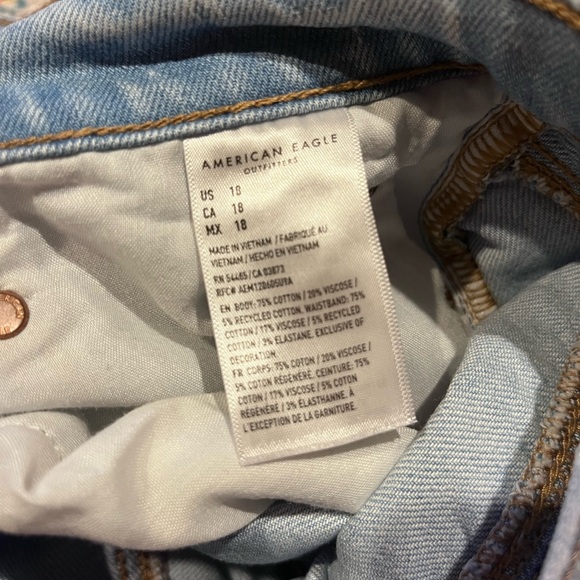 AMERICAN EAGLE
OUTFITTERS
US 18
CA 18
MX 18
MADE IN VIETNAM / FABRIQUÉ AU
VIETNAM / HECHO EN VIETNAM
RN 54485/CA 03873
RFC# AEM120605U9A
EN BODY: 75% COTTON / 20% VISCOSE /
5% RECYCLED COTTON. WAISTBAND: 75%
COTTON / 17% VISCOSE / 5% RECYCLED
COTTON / 3% ELASTANE. EXCLUSIVE OF
DECORATION.
FR CORPS: 75% COTON / 20% VISCOSE /
5% COTON RÉGÉNÉRÉ. CEINTURE: 75%
COTON / 17% VISCOSE / 5% COTON
RÉGÉNÉRÉ / 3% ÉLASTHANNE. À
L'EXCEPTION DE LA GARNITURE.